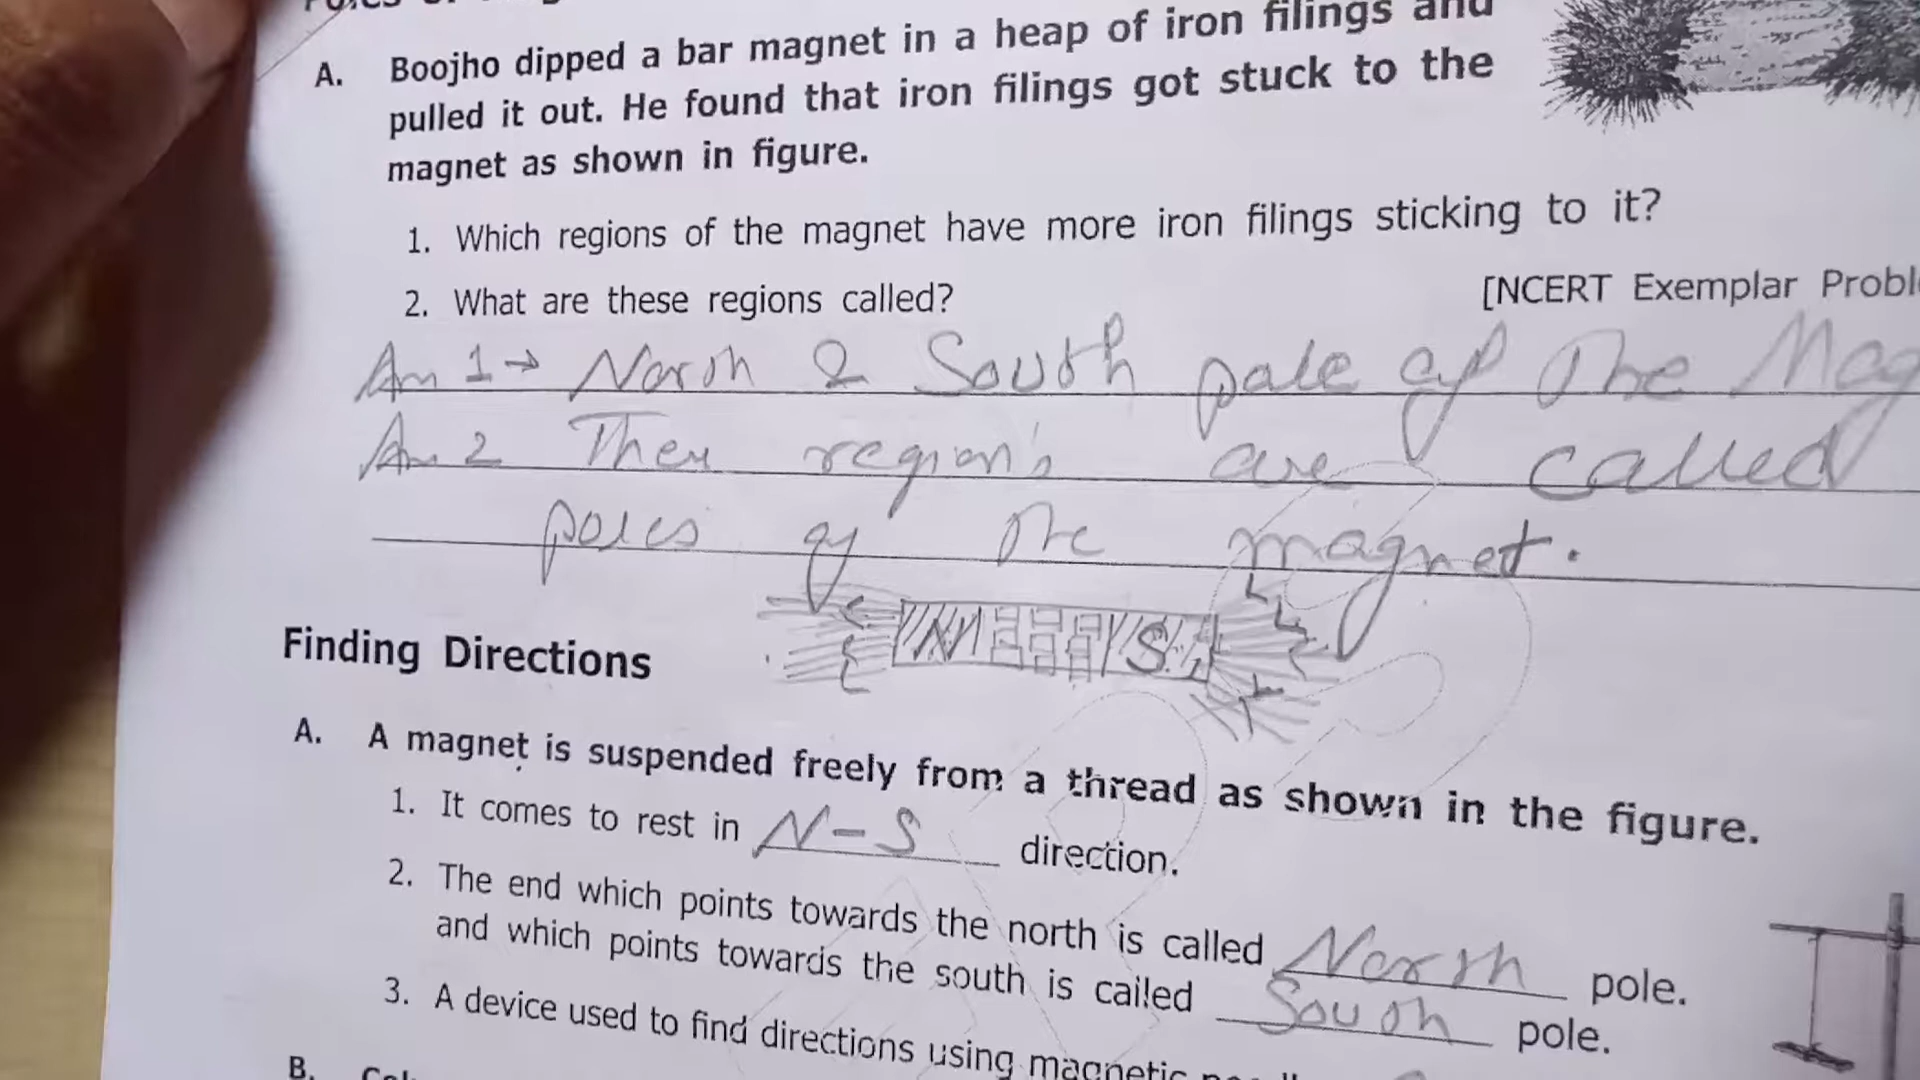 A. Boojho dipped a bar magnet in a heap of iron filings and
pulled it out. He found that iron filings got stuck to the
magnet as shown in figure.
1. Which regions of the magnet have more iron filings sticking to it?
2. What are these regions called?
[NCERT Exemplar Probl
An 1→ North & South pole of the Mag
An 2 These region's are called
poles of the magnet.
N S
Finding Directions
A. A magnet is suspended freely from a thread as shown in the figure.
1. It comes to rest in N-S direction.
2. The end which points towards the north is called North pole.
and which points towards the south is called South pole.
3. A device used to find directions using magnetic
B.